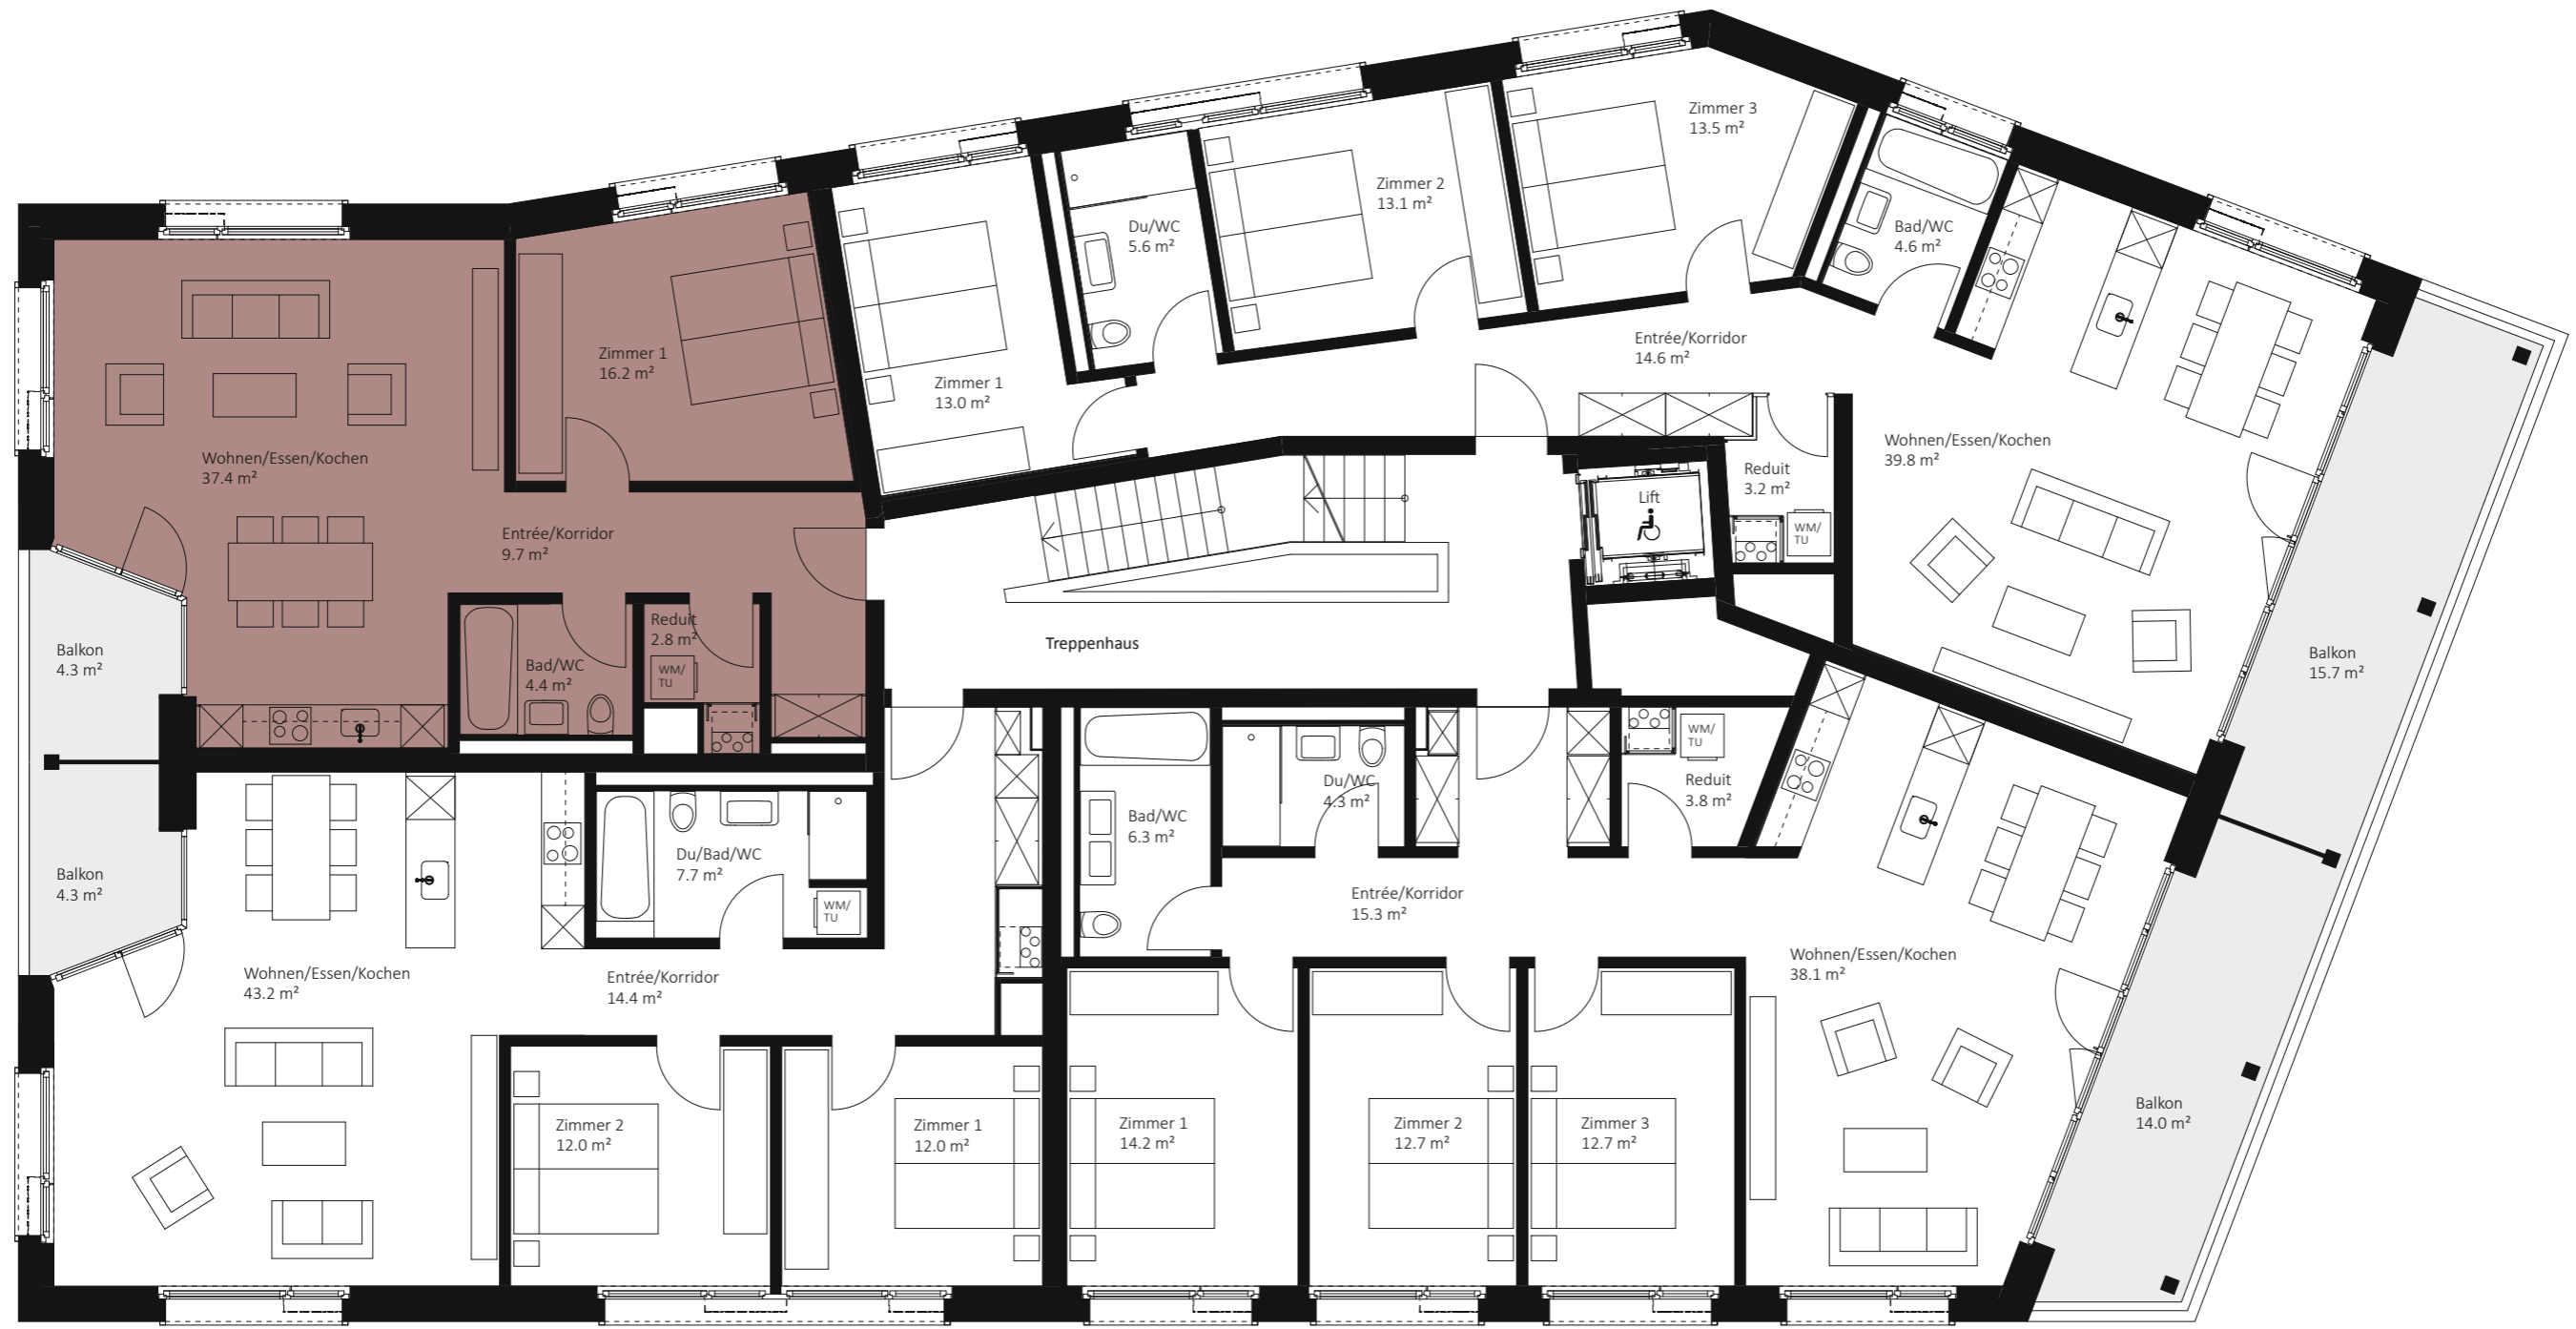 Zimmer 3
13.5 m²
Zimmer 2
13.1 m²
Du/WC
5.6 m²
Bad/WC
4.6 m²
Zimmer 1
16.2 m²
Zimmer 1
13.0 m²
Entrée/Korridor
14.6 m²
Wohnen/Essen/Kochen
37.4 m²
Wohnen/Essen/Kochen
39.8 m²
Reduit
3.2 m²
WM/
TU
Lift
Entrée/Korridor
9.7 m²
Reduit
2.8 m²
WM/
TU
Bad/WC
4.4 m²
Treppenhaus
Balkon
4.3 m²
Balkon
15.7 m²
Reduit
3.8 m²
WM/
TU
Du/WC
4.3 m²
Bad/WC
6.3 m²
Du/Bad/WC
7.7 m²
WM/
TU
Balkon
4.3 m²
Entrée/Korridor
15.3 m²
Wohnen/Essen/Kochen
43.2 m²
Entrée/Korridor
14.4 m²
Wohnen/Essen/Kochen
38.1 m²
Zimmer 2
12.0 m²
Zimmer 1
12.0 m²
Zimmer 1
14.2 m²
Zimmer 2
12.7 m²
Zimmer 3
12.7 m²
Balkon
14.0 m²